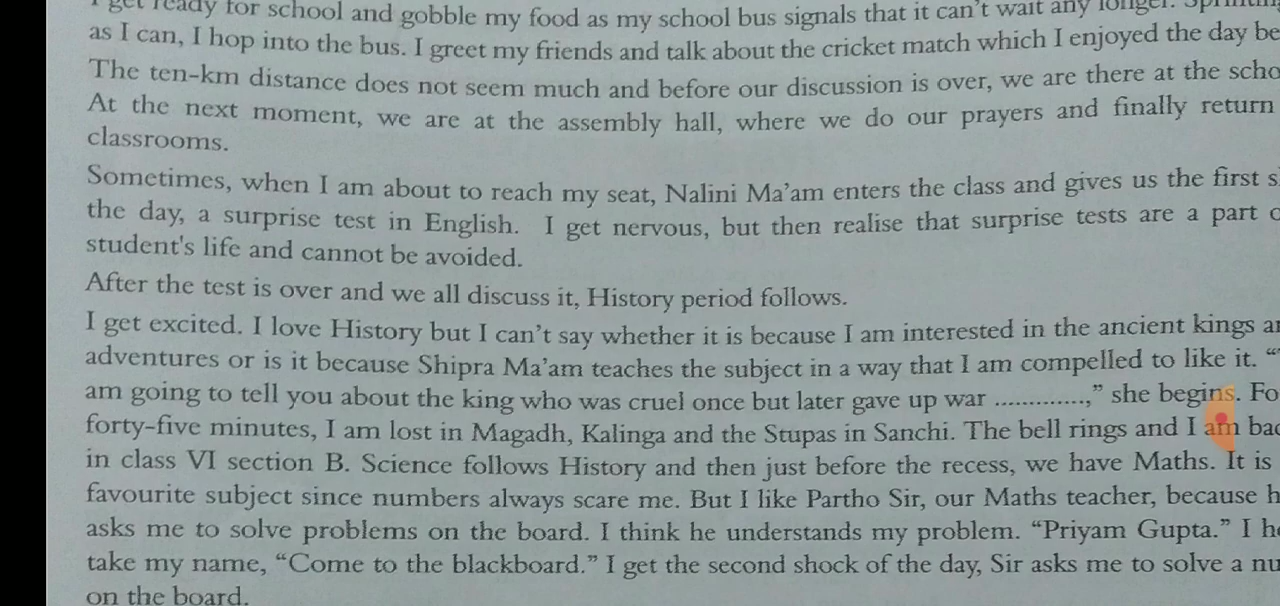 I get ready for school and gobble my food as my school bus signals that it can't wait any longer.
as I can, I hop into the bus. I greet my friends and talk about the cricket match which I enjoyed the day
The ten-km distance does not seem much and before our discussion is over, we are there at the
At the next moment, we are at the assembly hall, where we do our prayers and finally return
classrooms.
Sometimes, when I am about to reach my seat, Nalini Ma'am enters the class and gives us the first
the day, a surprise test in English. I get nervous, but then realise that surprise tests are a part
student's life and cannot be avoided.
After the test is over and we all discuss it, History period follows.
I get excited. I love History but I can't say whether it is because I am interested in the ancient kings
adventures or is it because Shipra Ma'am teaches the subject in a way that I am compelled to like it.
am going to tell you about the king who was cruel once but later gave up war ..............," she begins.
forty-five minutes, I am lost in Magadh, Kalinga and the Stupas in Sanchi. The bell rings and I am
in class VI section B. Science follows History and then just before the recess, we have Maths. It is
favourite subject since numbers always scare me. But I like Partho Sir, our Maths teacher, because
asks me to solve problems on the board. I think he understands my problem. "Priyam Gupta." I
take my name, "Come to the blackboard." I get the second shock of the day, Sir asks me to solve a
on the board.